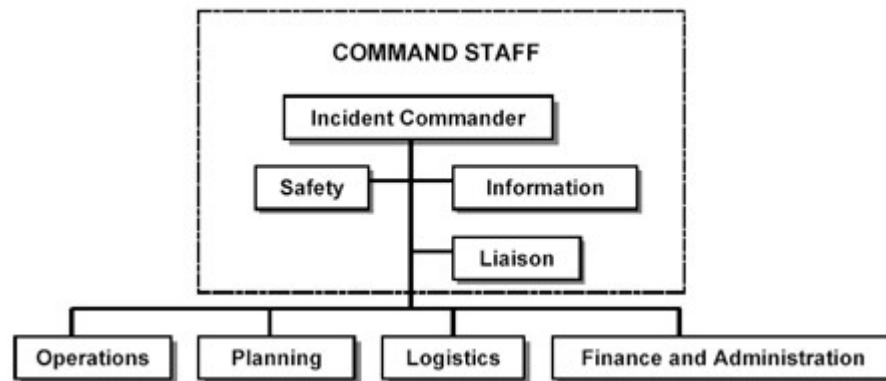 COMMAND STAFF
Incident Commander
Safety
Information
Liaison
Operations
Planning
Logistics
Finance and Administration